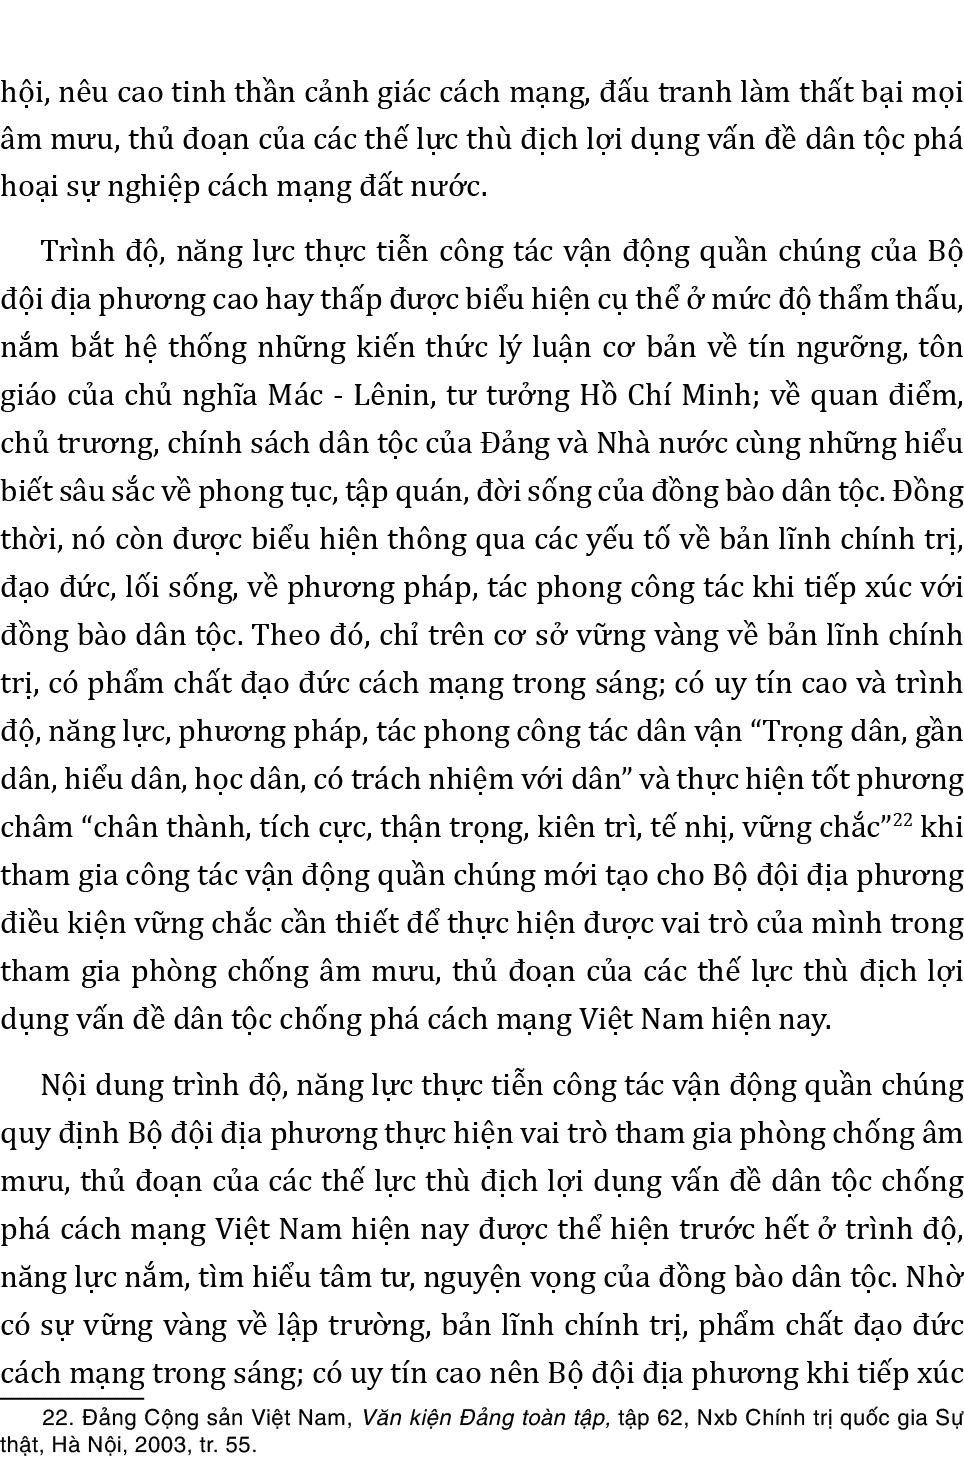 hội, nêu cao tinh thần cảnh giác cách mạng, đấu tranh làm thất bại mọi
âm mưu, thủ đoạn của các thế lực thù địch lợi dụng vấn đề dân tộc phá
hoại sự nghiệp cách mạng đất nước.
Trình độ, năng lực thực tiễn công tác vận động quần chúng của Bộ
đội địa phương cao hay thấp được biểu hiện cụ thể ở mức độ thẩm thấu,
nắm bắt hệ thống những kiến thức lý luận cơ bản về tín ngưỡng, tôn
giáo của chủ nghĩa Mác - Lênin, tư tưởng Hồ Chí Minh; về quan điểm,
chủ trương, chính sách dân tộc của Đảng và Nhà nước cùng những hiểu
biết sâu sắc về phong tục, tập quán, đời sống của đồng bào dân tộc. Đồng
thời, nó còn được biểu hiện thông qua các yếu tố về bản lĩnh chính trị,
đạo đức, lối sống, về phương pháp, tác phong công tác khi tiếp xúc với
đồng bào dân tộc. Theo đó, chỉ trên cơ sở vững vàng về bản lĩnh chính
trị, có phẩm chất đạo đức cách mạng trong sáng; có uy tín cao và trình
độ, năng lực, phương pháp, tác phong công tác dân vận “Trọng dân, gần
dân, hiểu dân, học dân, có trách nhiệm với dân” và thực hiện tốt phương
châm “chân thành, tích cực, thận trọng, kiên trì, tế nhị, vững chắc”22 khi
tham gia công tác vận động quần chúng mới tạo cho Bộ đội địa phương
điều kiện vững chắc cần thiết để thực hiện được vai trò của mình trong
tham gia phòng chống âm mưu, thủ đoạn của các thế lực thù địch lợi
dụng vấn đề dân tộc chống phá cách mạng Việt Nam hiện nay.
Nội dung trình độ, năng lực thực tiễn công tác vận động quần chúng
quy định Bộ đội địa phương thực hiện vai trò tham gia phòng chống âm
mưu, thủ đoạn của các thế lực thù địch lợi dụng vấn đề dân tộc chống
phá cách mạng Việt Nam hiện nay được thể hiện trước hết ở trình độ,
năng lực nắm, tìm hiểu tâm tư, nguyện vọng của đồng bào dân tộc. Nhờ
có sự vững vàng về lập trường, bản lĩnh chính trị, phẩm chất đạo đức
cách mạng trong sáng; có uy tín cao nên Bộ đội địa phương khi tiếp xúc
22. Đảng Cộng sản Việt Nam, Văn kiện Đảng toàn tập, tập 62, Nxb Chính trị quốc gia Sự
thật, Hà Nội, 2003, tr. 55.